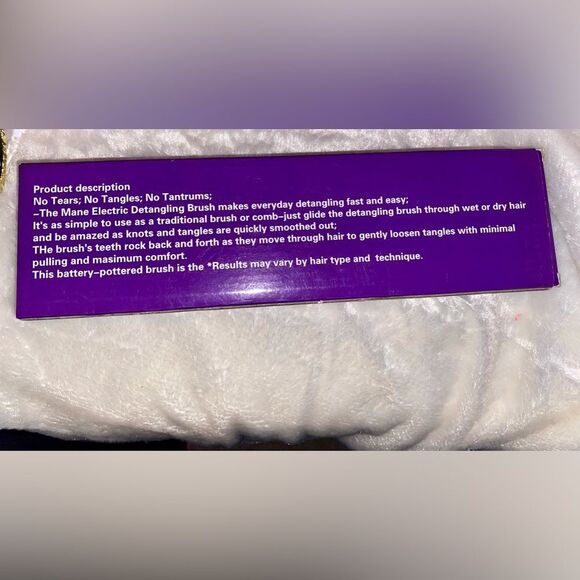 Product description
No Tears; No Tangles; No Tantrums;
–The Mane Electric Detangling Brush makes everyday detangling fast and easy;
It's as simple to use as a traditional brush or comb–just glide the detangling brush through wet or dry hair
and be amazed as knots and tangles are quickly smoothed out;
THe brush's teeth rock back and forth as they move through hair to gently loosen tangles with minimal
pulling and masimum comfort.
This battery–pottered brush is the *Results may vary by hair type and technique.